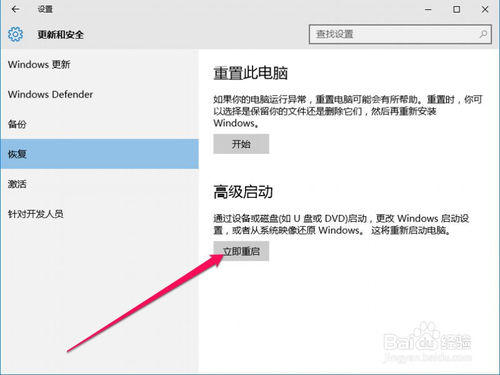 设置
更新和安全
查找设置
Windows 更新
Windows Defender
备份
恢复
激活
针对开发人员
重置此电脑
如果你的电脑运行异常，重置电脑可能会有所帮助。重置时，你可
以选择是保留你的文件还是删除它们，然后再重新安装
Windows。
开始
高级启动
通过设备或磁盘(如 U 盘或 DVD)启动，更改 Windows 启动设
置，或者从系统映像还原 Windows。 这将重新启动电脑。
立即重启
Baidu 经验
jingyan.baidu.com